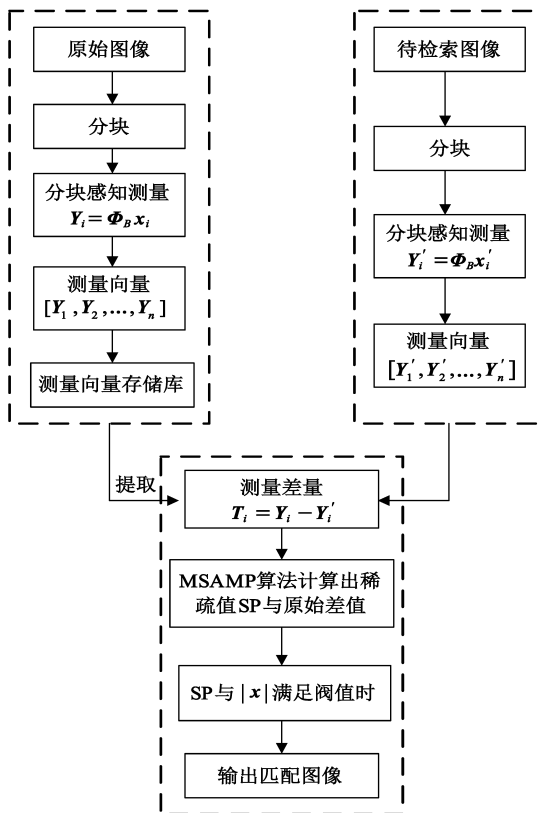 原始图像
分块
分块感知测量
Y_i=Φ_B x_i
测量向量
[Y_1,Y_2,...,Y_n]
测量向量存储库
待检索图像
分块
分块感知测量
Y_i'=Φ_B x_i'
测量向量
[Y_1',Y_2',...,Y_n']
提取
测量差量
T_i=Y_i-Y_i'
MSAMP算法计算出稀
疏值SP与原始差值
SP与|x|满足阀值时
输出匹配图像